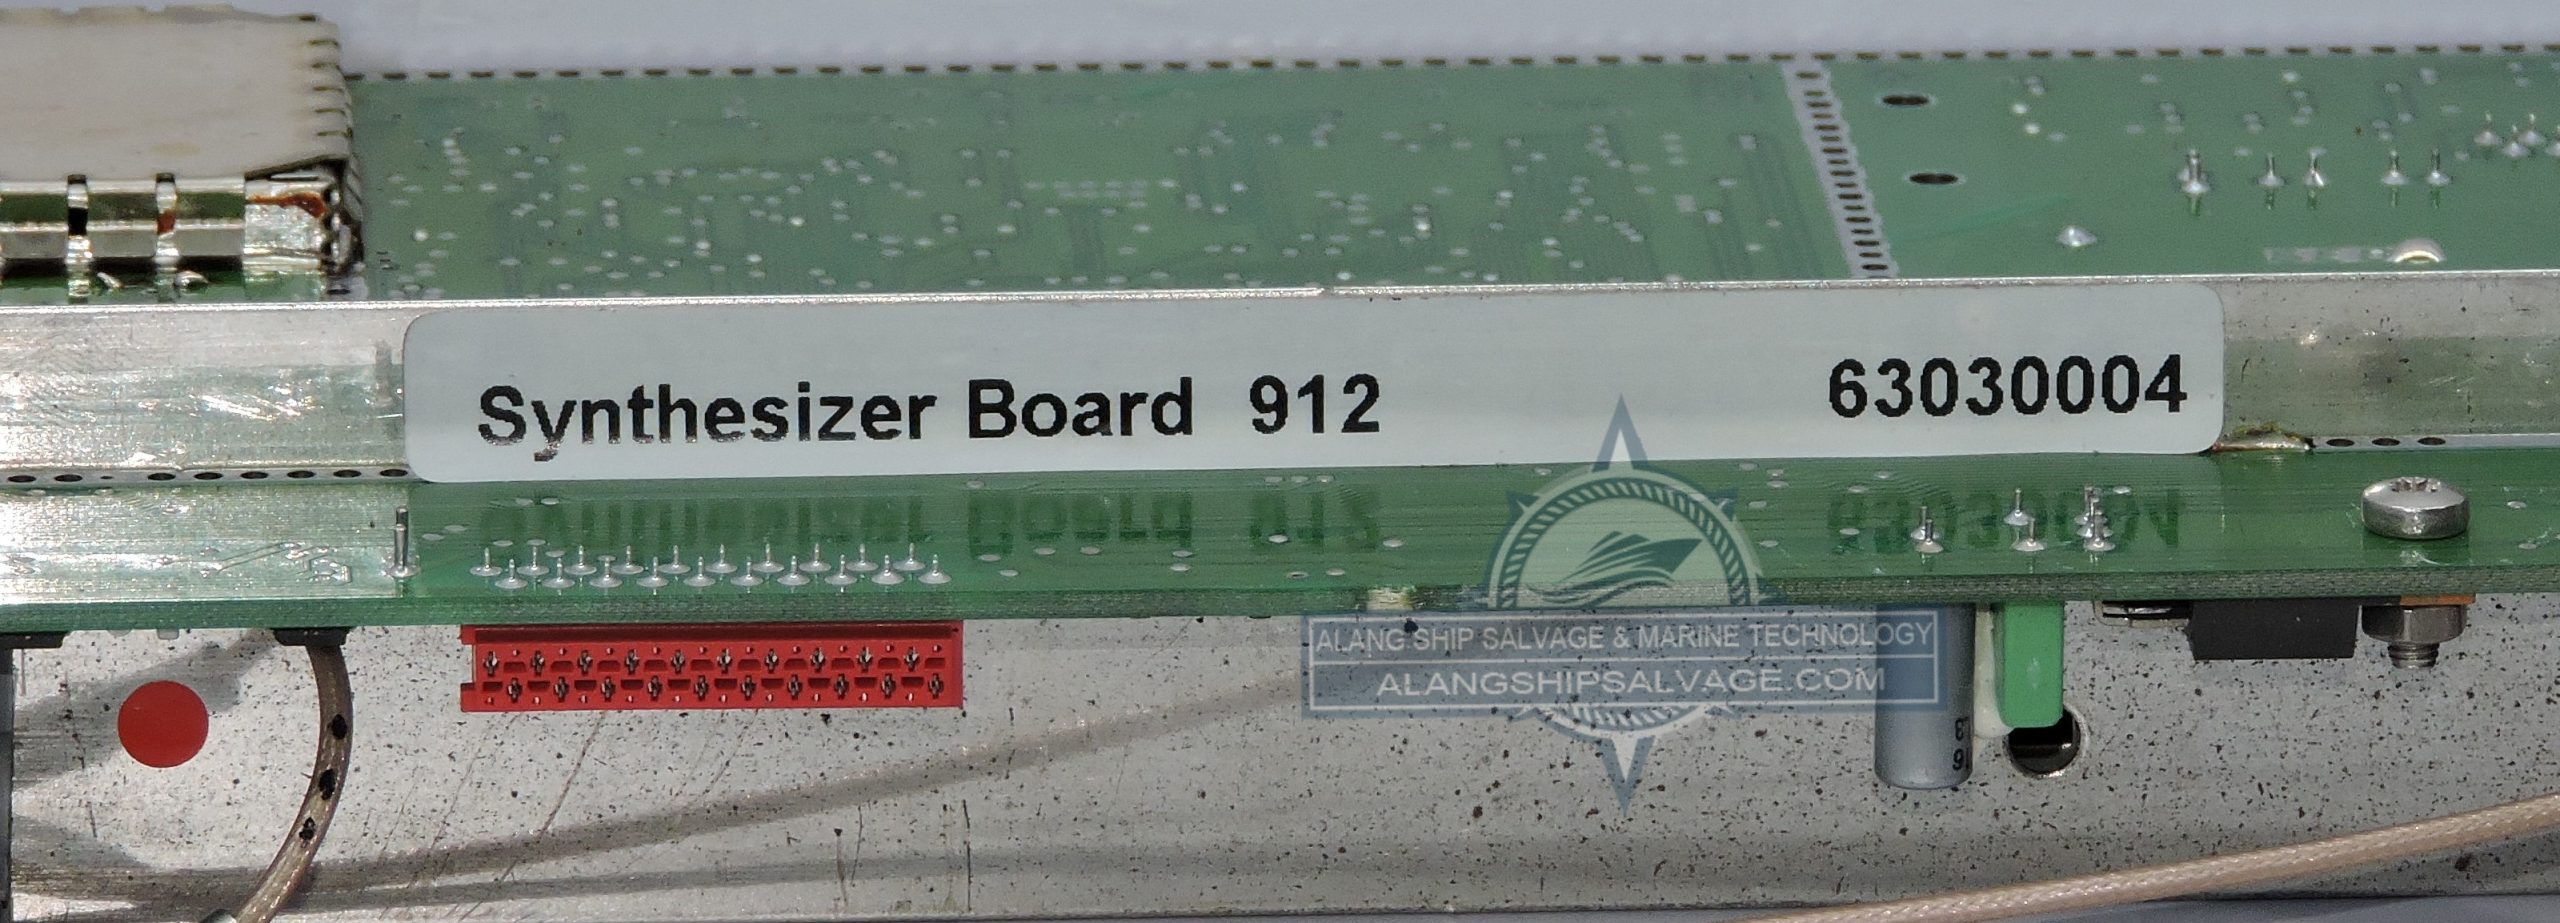 Synthesizer Board 912 63030004
ALANG SHIP SALVAGE & MARINE TECHNOLOGY
ALANGSHIPSALVAGE.COM